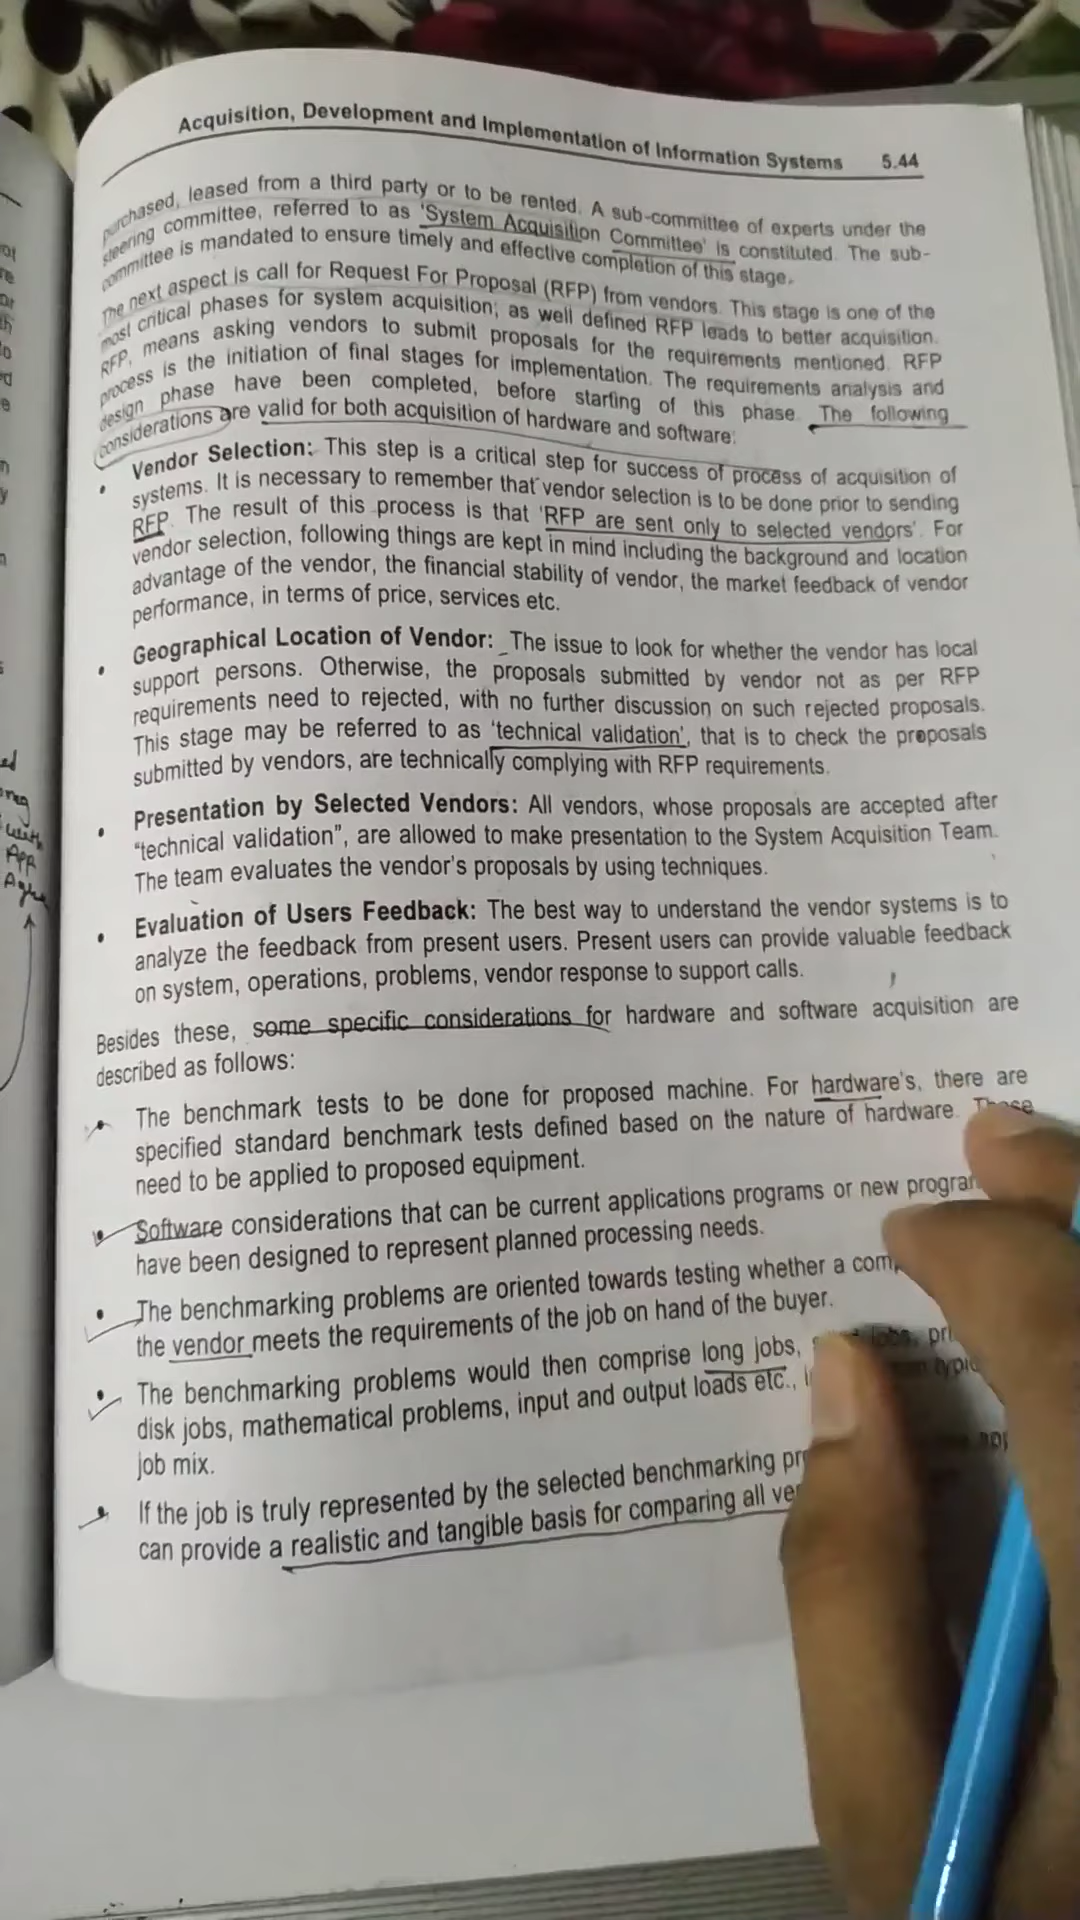 Acquisition, Development and Implementation of Information Systems 5.44
purchased, leased from a third party or to be rented. A sub-committee of experts under the
steering committee, referred to as 'System Acquisition Committee' is constituted. The sub-
committee is mandated to ensure timely and effective completion of this stage.
The next aspect is call for Request For Proposal (RFP) from vendors. This stage is one of the
most critical phases for system acquisition; as well defined RFP leads to better acquisition.
RFP, means asking vendors to submit proposals for the requirements mentioned. RFP
process is the initiation of final stages for implementation. The requirements analysis and
design phase have been completed, before starting of this phase. The following
considerations are valid for both acquisition of hardware and software:
• Vendor Selection: This step is a critical step for success of process of acquisition of
systems. It is necessary to remember that vendor selection is to be done prior to sending
RFP. The result of this process is that 'RFP are sent only to selected vendors'. For
vendor selection, following things are kept in mind including the background and location
advantage of the vendor, the financial stability of vendor, the market feedback of vendor
performance, in terms of price, services etc.
• Geographical Location of Vendor: The issue to look for whether the vendor has local
support persons. Otherwise, the proposals submitted by vendor not as per RFP
requirements need to rejected, with no further discussion on such rejected proposals.
This stage may be referred to as 'technical validation', that is to check the proposals
submitted by vendors, are technically complying with RFP requirements.
• Presentation by Selected Vendors: All vendors, whose proposals are accepted after
"technical validation", are allowed to make presentation to the System Acquisition Team.
The team evaluates the vendor's proposals by using techniques.
• Evaluation of Users Feedback: The best way to understand the vendor systems is to
analyze the feedback from present users. Present users can provide valuable feedback
on system, operations, problems, vendor response to support calls.
Besides these, some specific considerations for hardware and software acquisition are
described as follows:
• The benchmark tests to be done for proposed machine. For hardware's, there are
specified standard benchmark tests defined based on the nature of hardware. These
need to be applied to proposed equipment.
• Software considerations that can be current applications programs or new
have been designed to represent planned processing needs.
• The benchmarking problems are oriented towards testing whether a
the vendor meets the requirements of the job on hand of the buyer.
• The benchmarking problems would then comprise long jobs,
disk jobs, mathematical problems, input and output loads etc.,
job mix.
• If the job is truly represented by the selected benchmarking
can provide a realistic and tangible basis for comparing all
with
App